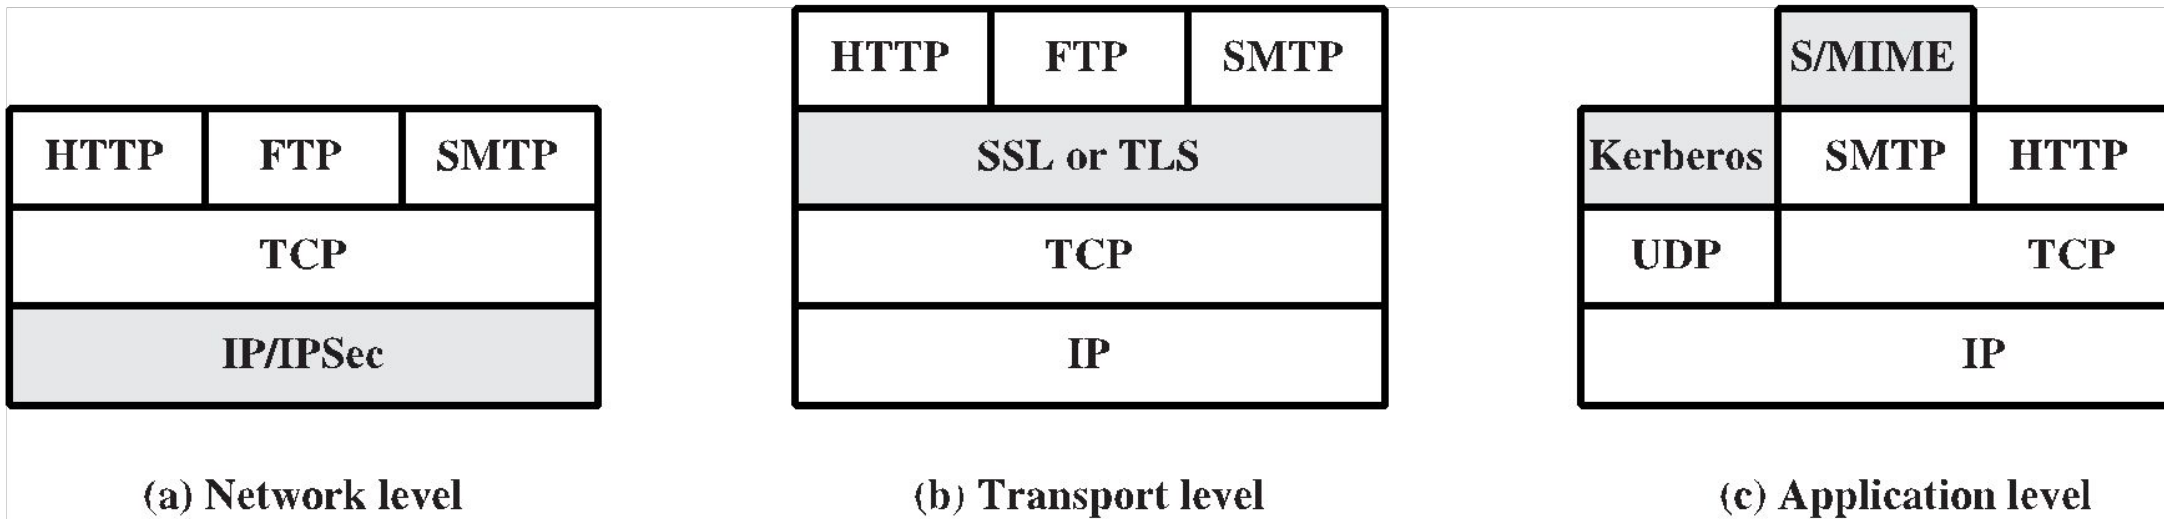 HTTP FTP SMTP
TCP
IP/IPSec
(a) Network level
HTTP FTP SMTP
SSL or TLS
TCP
IP
(b) Transport level
S/MIME
Kerberos SMTP HTTP
UDP TCP
IP
(c) Application level